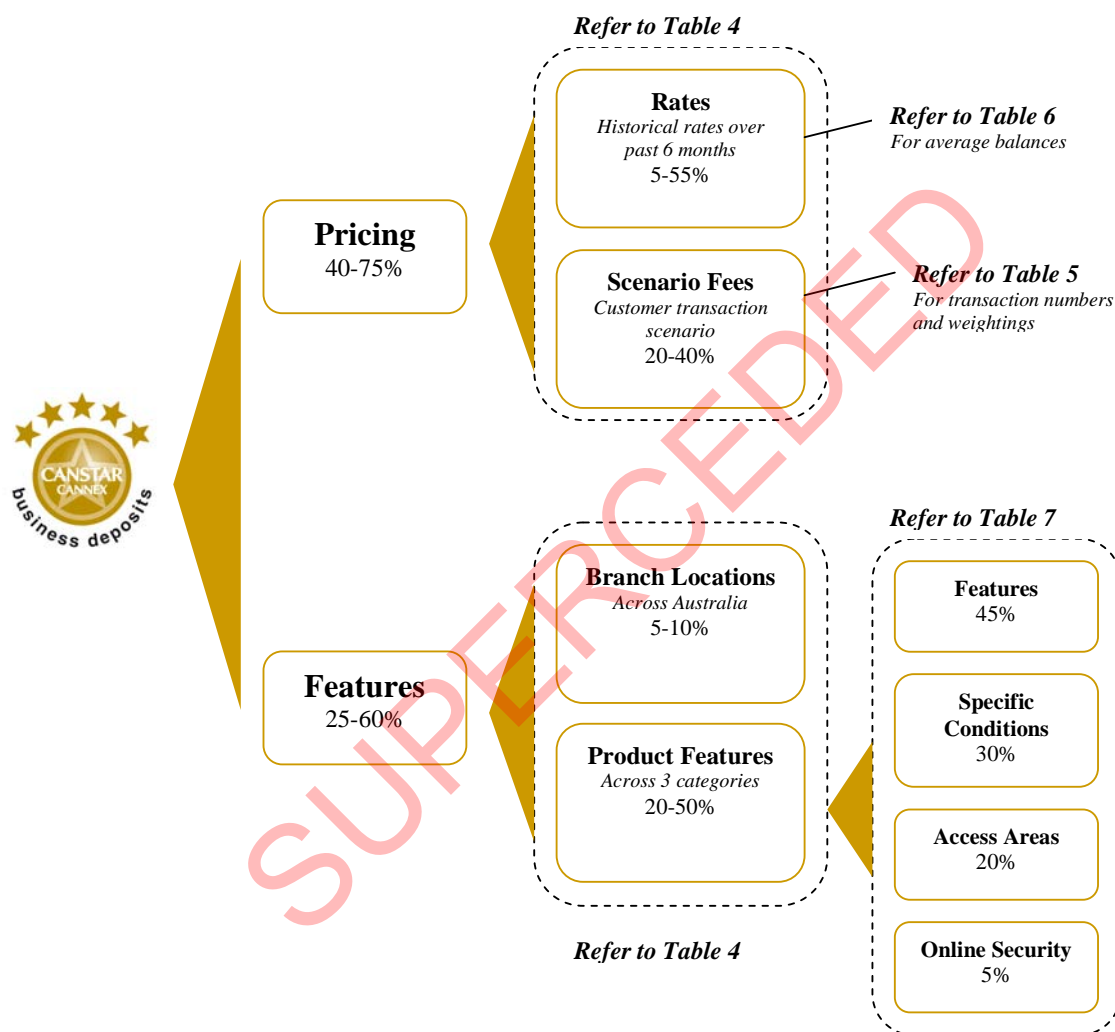 Refer to Table 4
Rates
Historical rates over
past 6 months
5-55%
Refer to Table 6
For average balances
Pricing
40-75%
Scenario Fees
Customer transaction
scenario
20-40%
Refer to Table 5
For transaction numbers
and weightings
CANSTAR
CANNEX
business deposits
Refer to Table 7
Branch Locations
Across Australia
5-10%
Features
45%
Features
25-60%
Specific
Conditions
30%
Product Features
Across 3 categories
20-50%
Access Areas
20%
Refer to Table 4
Online Security
5%
SUPERCEDED